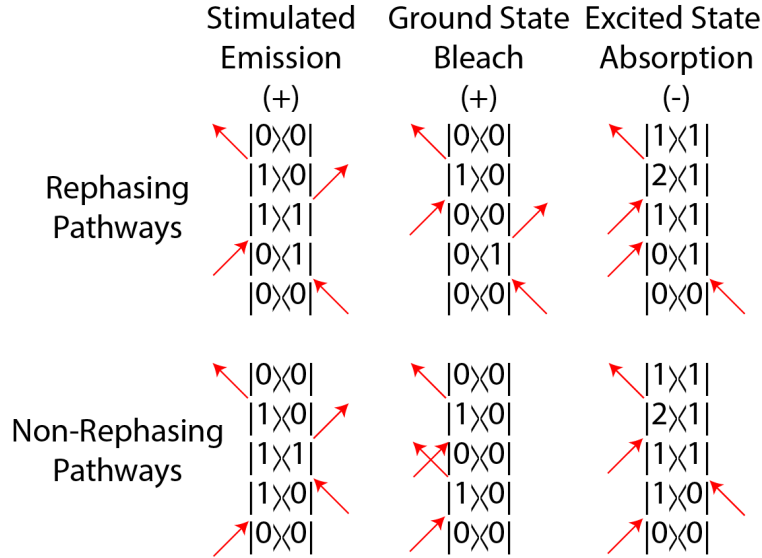 Stimulated Emission (+)
Ground State Bleach (+)
Excited State Absorption (-)
Rephasing
Pathways
|0⟩⟨0| |0⟩⟨0| |1⟩⟨1|
|1⟩⟨0| |1⟩⟨0| |2⟩⟨1|
|1⟩⟨1| |0⟩⟨0| |1⟩⟨1|
|0⟩⟨1| |0⟩⟨1| |0⟩⟨1|
|0⟩⟨0| |0⟩⟨0| |0⟩⟨0|
Non-Rephasing
Pathways
|0⟩⟨0| |0⟩⟨0| |1⟩⟨1|
|1⟩⟨0| |1⟩⟨0| |2⟩⟨1|
|1⟩⟨1| |0⟩⟨0| |1⟩⟨1|
|1⟩⟨0| |1⟩⟨0| |1⟩⟨0|
|0⟩⟨0| |0⟩⟨0| |0⟩⟨0|